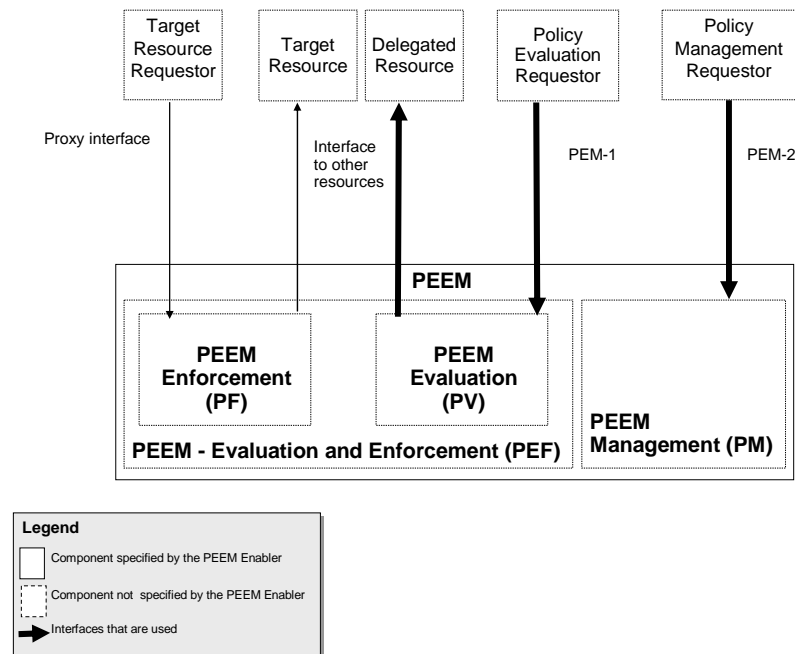 Target
Resource
Requestor
Target
Resource
Delegated
Resource
Policy
Evaluation
Requestor
Policy
Management
Requestor
Proxy interface
Interface
to other
resources
PEM-1
PEM-2
PEEM
PEEM
Enforcement
(PF)
PEEM
Evaluation
(PV)
PEEM
Management (PM)
PEEM - Evaluation and Enforcement (PEF)
Legend
Component specified by the PEEM Enabler
Component not specified by the PEEM Enabler
Interfaces that are used